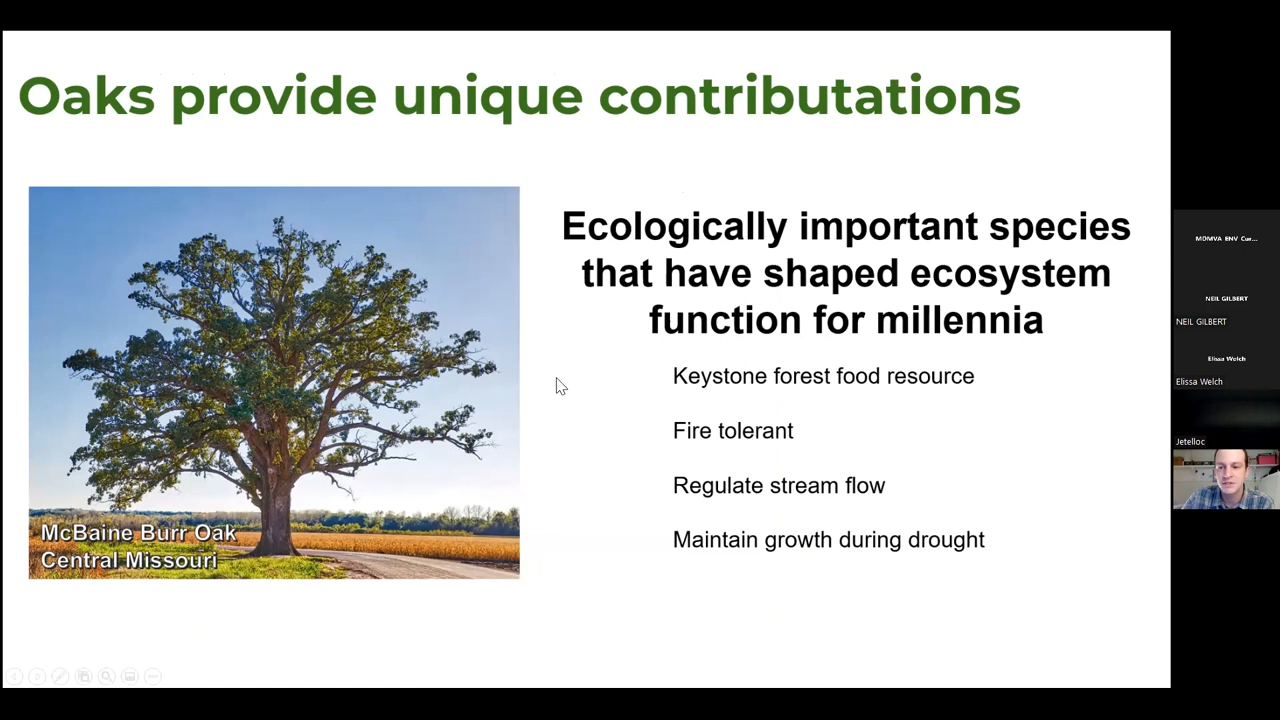 Oaks provide unique contributations
Ecologically important species
that have shaped ecosystem
function for millennia
Keystone forest food resource
Fire tolerant
Regulate stream flow
Maintain growth during drought
McBaine Burr Oak
Central Missouri
MDMVA ENV Cur...
NEIL GILBERT
NEIL GILBERT
Elissa Welch
Elissa Welch
Jetelloc